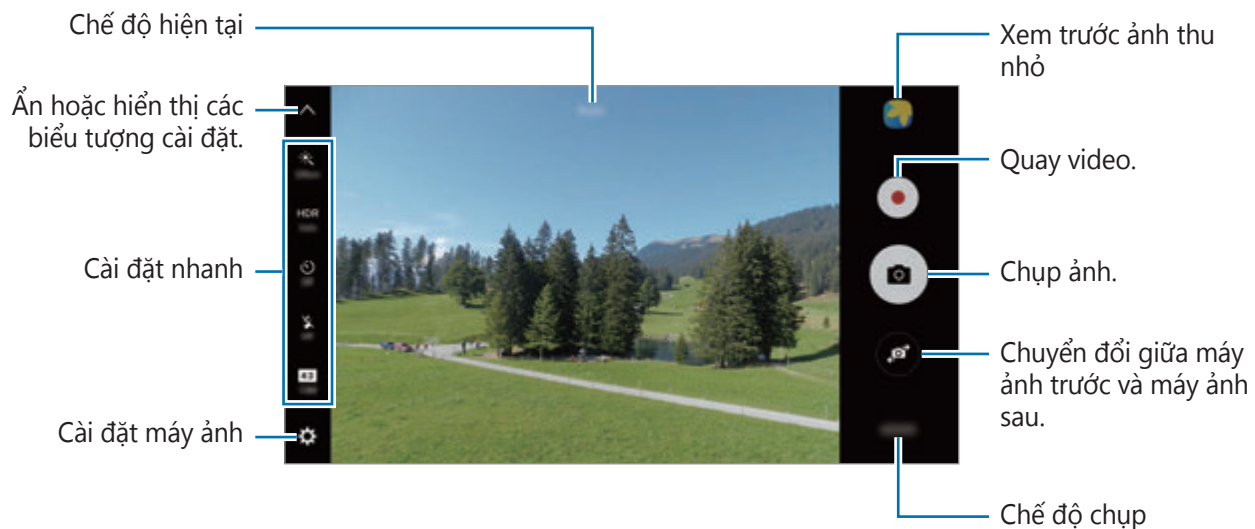 Chế độ hiện tại
Ẩn hoặc hiển thị các
biểu tượng cài đặt.
Cài đặt nhanh
Cài đặt máy ảnh
HDR
4:3
Xem trước ảnh thu
nhỏ
Quay video.
Chụp ảnh.
Chuyển đổi giữa máy
ảnh trước và máy ảnh
sau.
Chế độ chụp